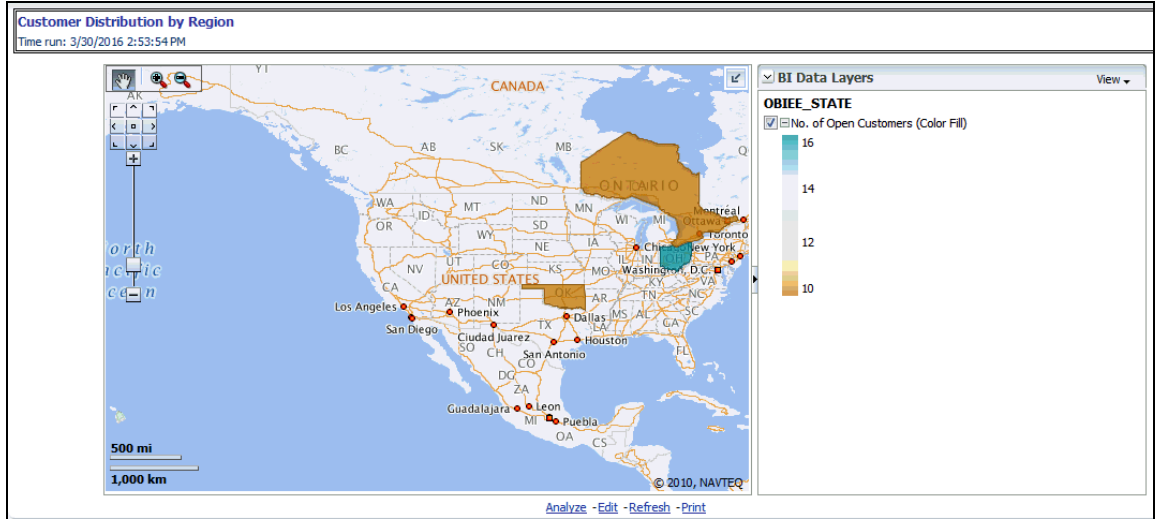 Customer Distribution by Region
Time run: 3/30/2016 2:53:54 PM
YT
AK
CANADA
BC
AB
SK
MB
ONTARIO
Montreal
Ottawa
Toronto
WA
MT
ND
MN
ID
OR
SD
WI
MI
WY
NE
IA
Chicago
New York
IL
IN
OH
PA
NV
UT
CO
KS
MO
Washington, D.C.
KY
VA
CA
UNITED STATES
OK
TN
NC
AR
Los Angeles
AZ
NM
Phoenix
Dallas
MS
AL
SC
GA
San Diego
TX
LA
Ciudad Juarez
Houston
SO
CH
San Antonio
CO
FL
DG
ZA
Guadalajara
Leon
MI
Puebla
OA
CS
500 mi
1,000 km
© 2010, NAVTEQ
BI Data Layers
View
OBIEE_STATE
No. of Open Customers (Color Fill)
16
14
12
10
Analyze - Edit - Refresh - Print